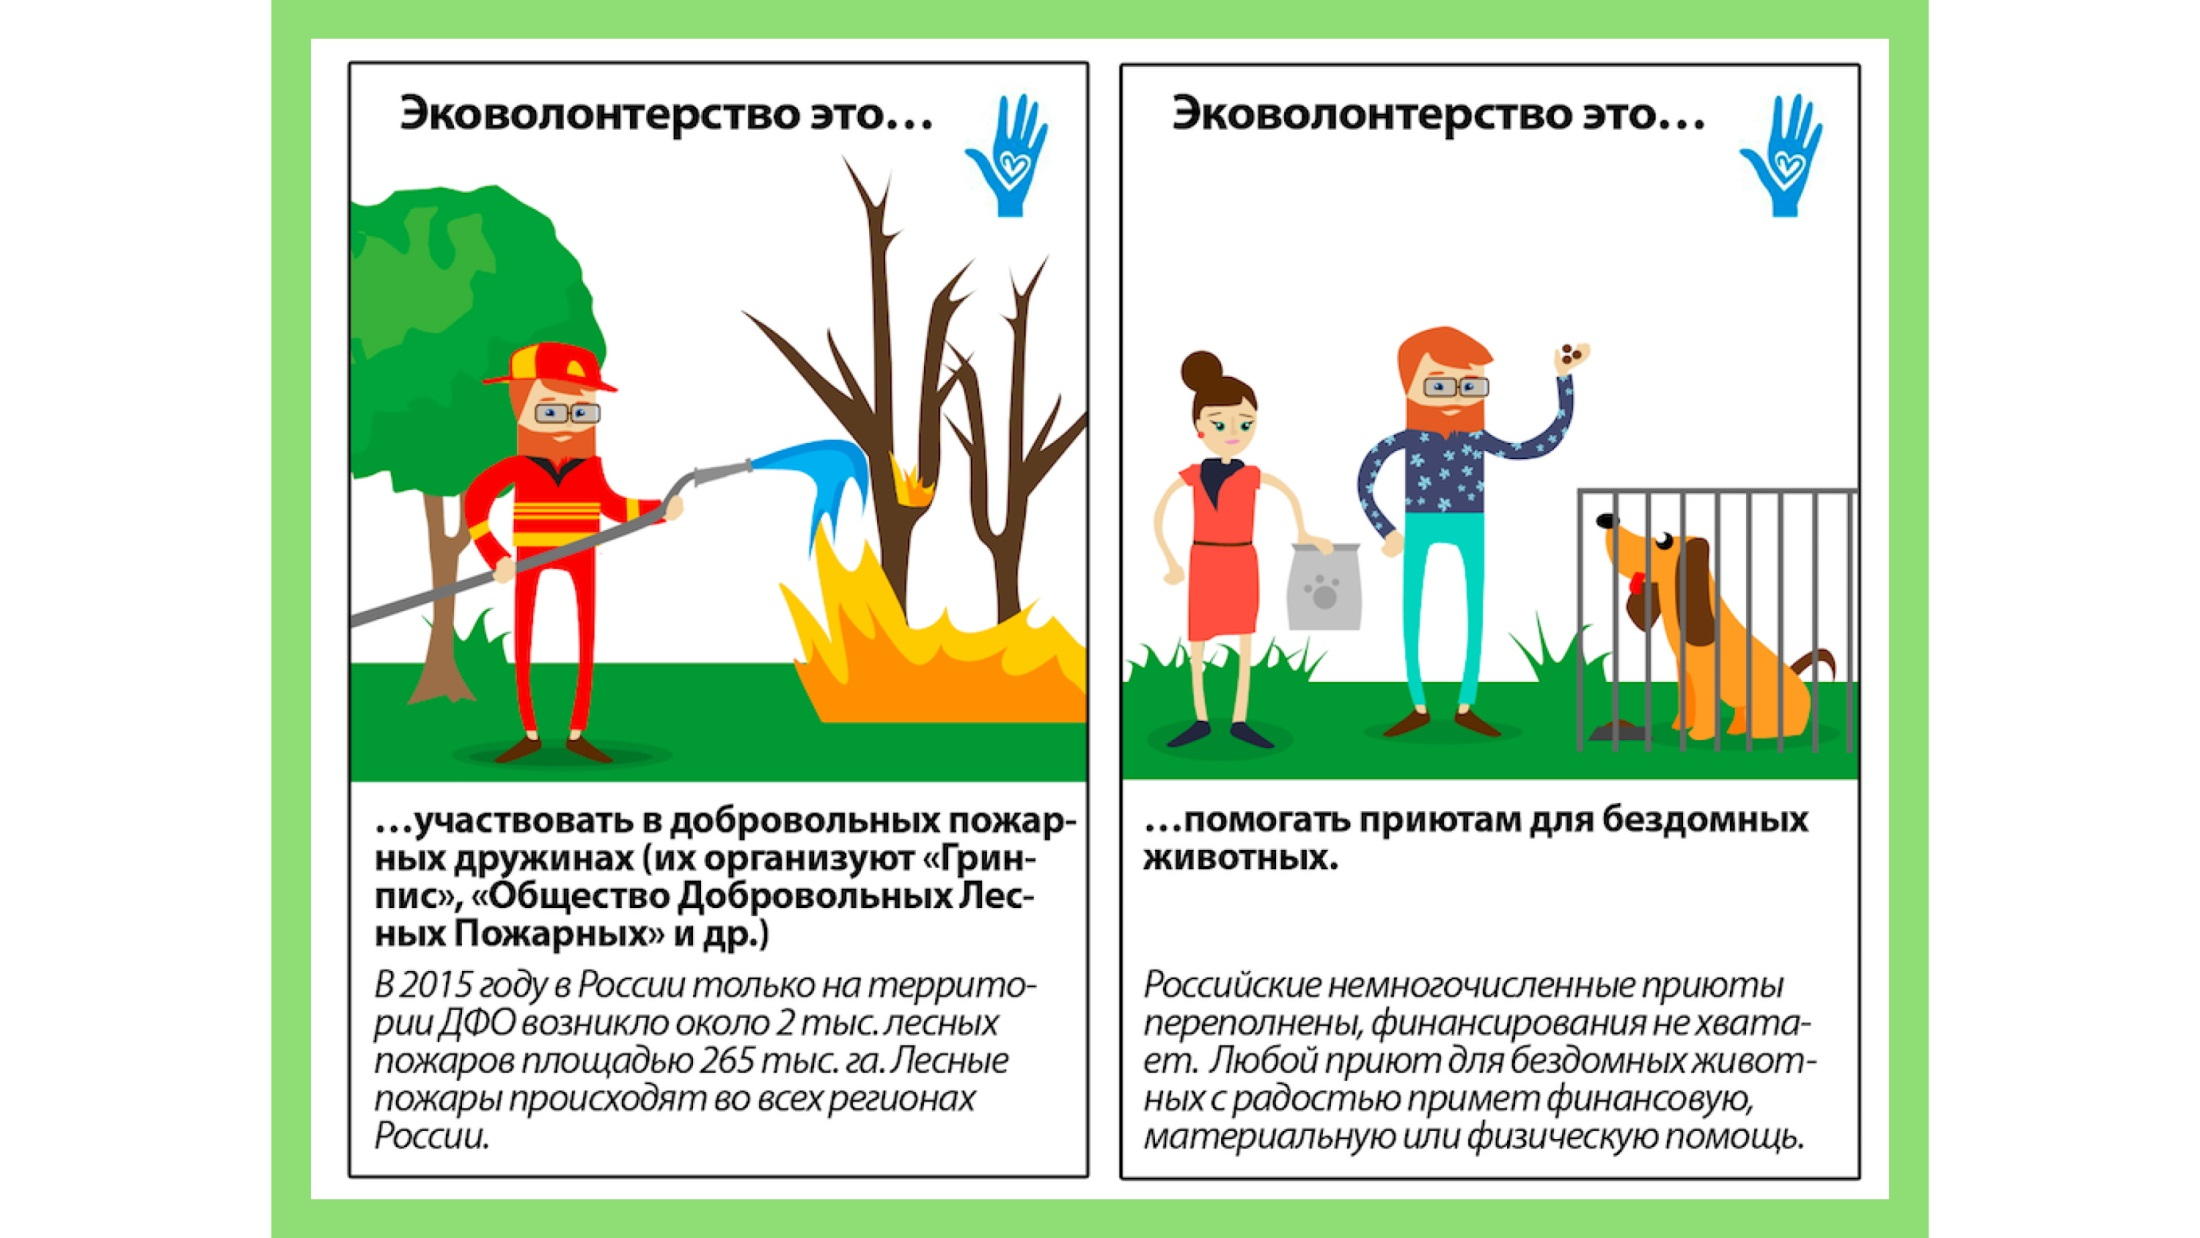 Эковолонтерство это...
...участвовать в добровольных пожар-
ных дружинах (их организуют «Грин-
пис», «Общество Добровольных Лес-
ных Пожарных» и др.)
В 2015 году в России только на террито-
рии ДФО возникло около 2 тыс. лесных
пожаров площадью 265 тыс. га. Лесные
пожары происходят во всех регионах
России.
Эковолонтерство это...
...помогать приютам для бездомных
животных.
Российские немногочисленные приюты
переполнены, финансирования не хвата-
ет. Любой приют для бездомных живот-
ных с радостью примет финансовую,
материальную или физическую помощь.